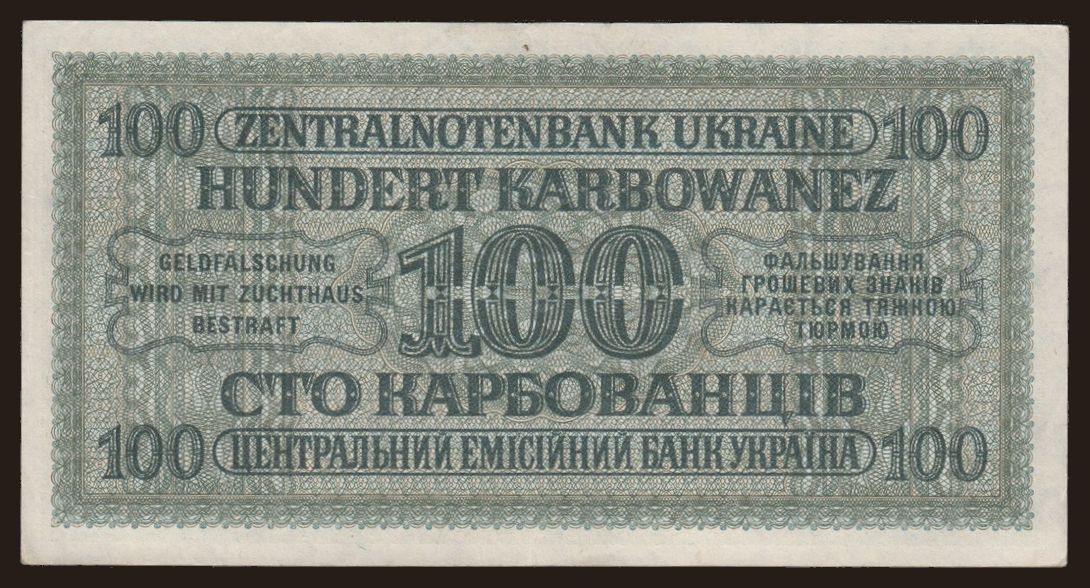 100 ZENTRALNOTENBANK UKRAINE 100
HUNDERT KARBOWANEZ
GELDFÄLSCHUNG
WIRD MIT ZUCHTHAUS
BESTRAFT
100
ФАЛЬШУВАННЯ
ГРОШЕВИХ ЗНАКІВ
КАРАЄТЬСЯ ТЯЖКОЮ
ТЮРМОЮ
СТО КАРБОВАНЦІВ
100 ЦЕНТРАЛЬНИЙ ЕМІСІЙНИЙ БАНК УКРАЇНА 100